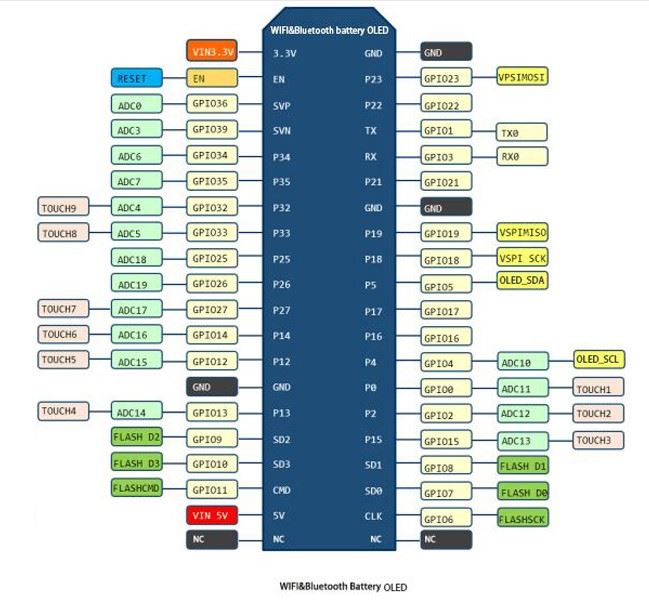 WIFI&Bluetooth battery OLED
VIN3.3V 3.3V GND GND
RESET EN EN P23 GPIO23 VPSIMOSI
ADC0 GPIO36 SVP P22 GPIO22
ADC3 GPIO39 SVN TX GPIO1 TX0
ADC6 GPIO34 P34 RX GPIO3 RX0
ADC7 GPIO35 P35 P21 GPIO21
TOUCH9 ADC4 GPIO32 P32 GND GND
TOUCH8 ADC5 GPIO33 P33 P19 GPIO19 VSPIMISO
ADC18 GPIO25 P25 P18 GPIO18 VSPI SCK
ADC19 GPIO26 P26 P5 GPIO5 OLED_SDA
TOUCH7 ADC17 GPIO27 P27 P17 GPIO17
TOUCH6 ADC16 GPIO14 P14 P16 GPIO16
TOUCH5 ADC15 GPIO12 P12 P4 GPIO4 ADC10 OLED_SCL
GND GND P0 GPIO0 ADC11 TOUCH1
TOUCH4 ADC14 GPIO13 P13 P2 GPIO2 ADC12 TOUCH2
FLASH D2 GPIO9 SD2 P15 GPIO15 ADC13 TOUCH3
FLASH D3 GPIO10 SD3 SD1 GPIO8 FLASH D1
FLASHCMD GPIO11 CMD SD0 GPIO7 FLASH D0
VIN 5V 5V CLK GPIO6 FLASHSCK
NC NC NC NC
WIFI&Bluetooth Battery OLED